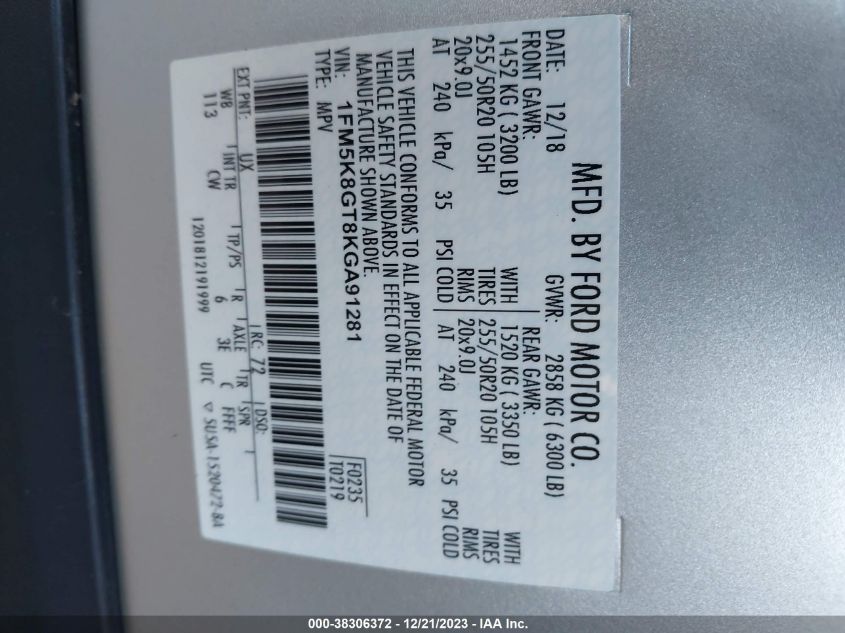 MFD. BY FORD MOTOR CO.
DATE: 12/18 GVWR: 2858 KG ( 6300 LB)
FRONT GAWR: REAR GAWR:
1452 KG ( 3200 LB) WITH 1520 KG ( 3350 LB) WITH
255/50R20 105H TIRES 255/50R20 105H TIRES
20x9.0J RIMS 20x9.0J RIMS
AT 240 kPa/ 35 PSI COLD AT 240 kPa/ 35 PSI COLD
THIS VEHICLE CONFORMS TO ALL APPLICABLE FEDERAL MOTOR
VEHICLE SAFETY STANDARDS IN EFFECT ON THE DATE OF
MANUFACTURE SHOWN ABOVE.
VIN: 1FM5K8GT8KGA91281
TYPE: MPV
F0235
T0219
EXT PNT: UX RC: 72 DSO:
WB INT TR TP/PS R AXLE TR SPR
113 CW 6 3E C FFFF
1201812191999 UTC ▽ SUSA-1520472-BA
000-38306372 - 12/21/2023 - IAA Inc.